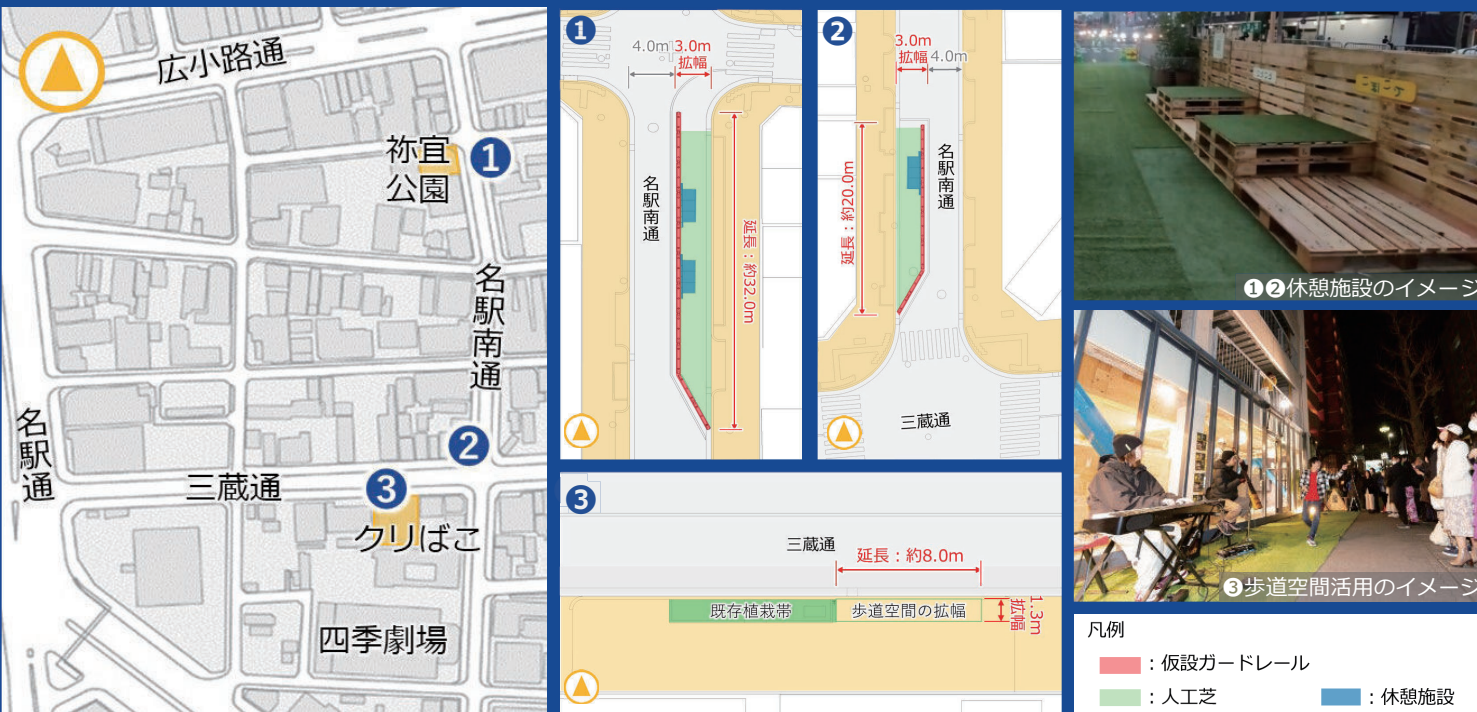 広小路通
祢宜
公園
❶
名駅南通
❷
名駅通
三蔵通
❸
クリばこ
四季劇場
❶
4.0m
3.0m
拡幅
名駅南通
延長：約32.0m
❷
3.0m
拡幅
4.0m
名駅南通
延長：約20.0m
三蔵通
❸
三蔵通
延長：約8.0m
既存植栽帯
歩道空間の拡幅
1.3m
拡幅
❶❷休憩施設のイメージ
❸歩道空間活用のイメージ
凡例
：仮設ガードレール
：人工芝
：休憩施設